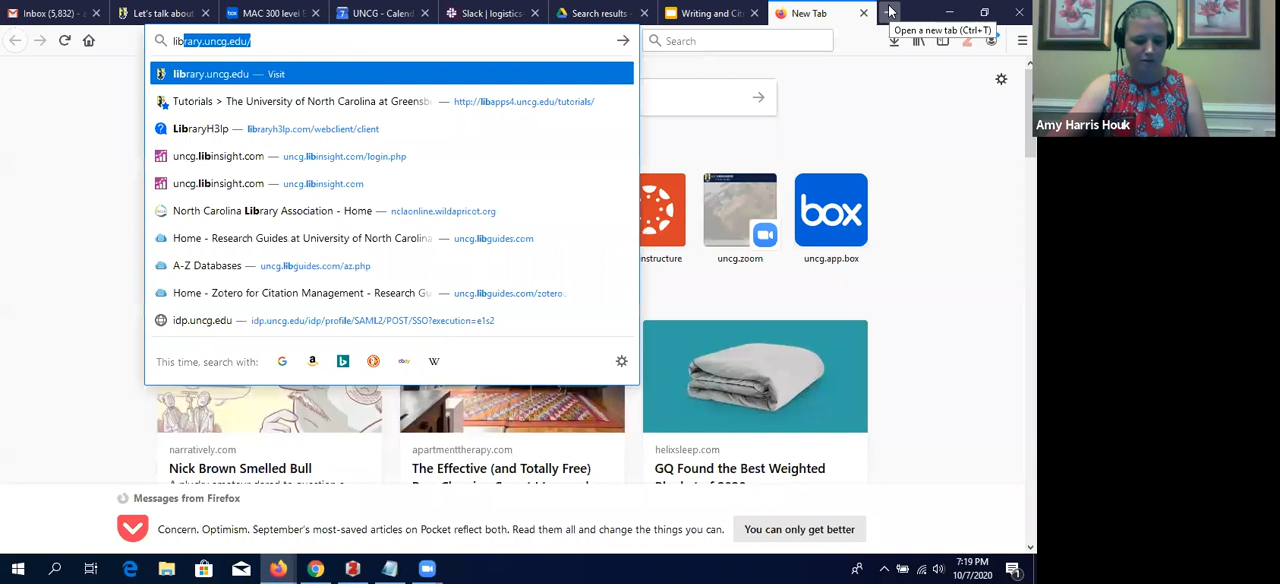 Inbox (5,832) - a
Let's talk about
MAC 300 level E
UNCG - Calend
Slack | logistics-
Search results -
Writing and Cit
New Tab
library.uncg.edu/
Search
Open a new tab (Ctrl+T)
library.uncg.edu — Visit
Tutorials > The University of North Carolina at Greensb — http://libapps4.uncg.edu/tutorials/
LibraryH3lp — libraryh3lp.com/webclient/client
uncg.libinsight.com — uncg.libinsight.com/login.php
uncg.libinsight.com — uncg.libinsight.com
North Carolina Library Association - Home — nclaonline.wildapricot.org
Home - Research Guides at University of North Carolina — uncg.libguides.com
A-Z Databases — uncg.libguides.com/az.php
Home - Zotero for Citation Management - Research Gu — uncg.libguides.com/zotero
idp.uncg.edu — idp.uncg.edu/idp/profile/SAML2/POST/SSO?execution=e1s2
This time, search with:
nstructure
uncg.zoom
box
uncg.app.box
narratively.com
Nick Brown Smelled Bull
apartmenttherapy.com
The Effective (and Totally Free)
helixsleep.com
GQ Found the Best Weighted
Messages from Firefox
Concern. Optimism. September's most-saved articles on Pocket reflect both. Read them all and change the things you can.
You can only get better
7:19 PM
10/7/2020
Amy Harris Houk